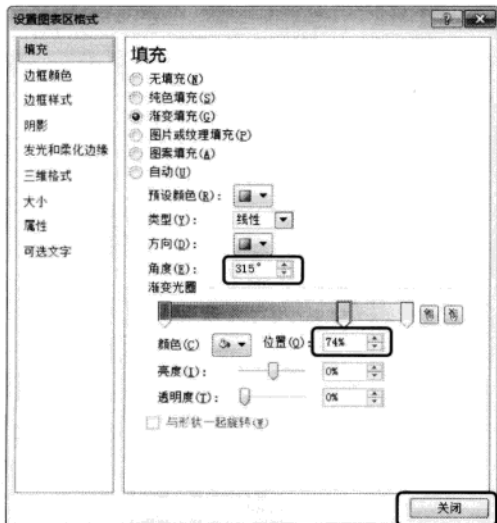 设置图表区格式
填充
边框颜色
边框样式
阴影
发光和柔化边缘
三维格式
大小
属性
可选文字
填充
无填充(N)
纯色填充(S)
渐变填充(G)
图片或纹理填充(P)
图案填充(A)
自动(U)
预设颜色(R):
类型(Y): 线性
方向(D):
角度(E): 315°
渐变光圈
颜色(C) 位置(O): 74%
亮度(I): 0%
透明度(T): 0%
与形状一起旋转(W)
关闭